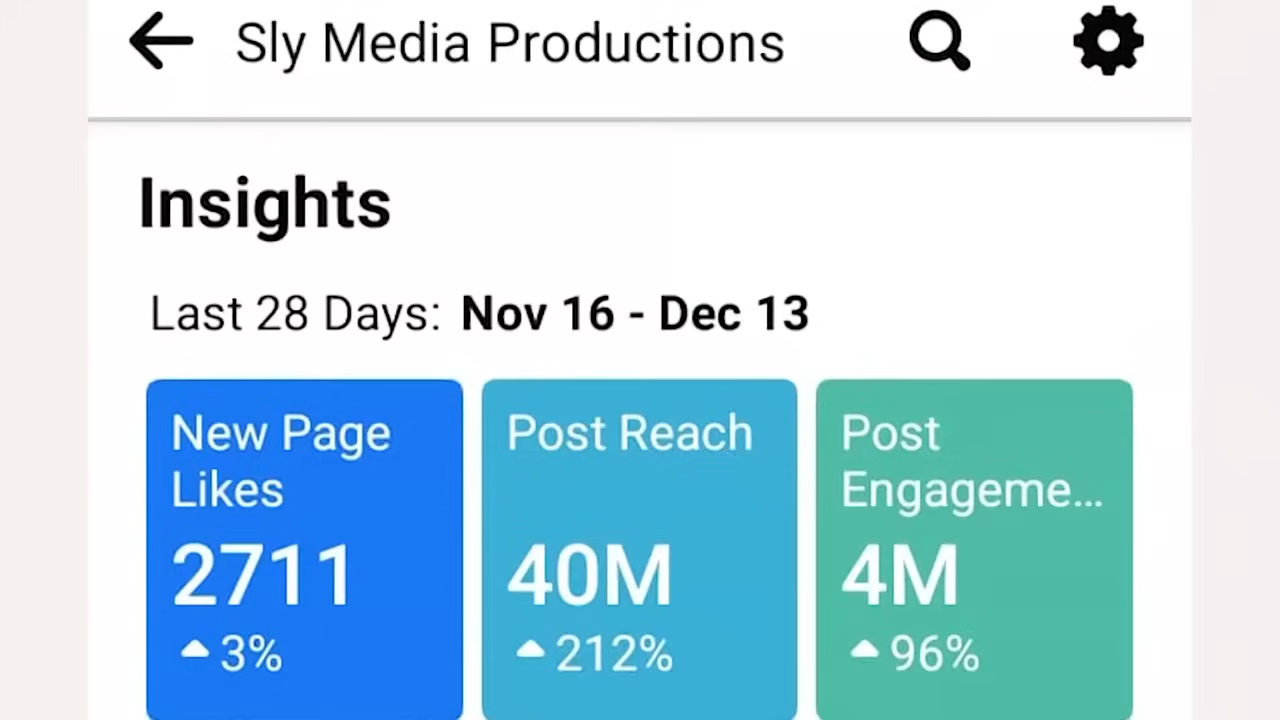 Sly Media Productions
Insights
Last 28 Days: Nov 16 - Dec 13
New Page
Likes
2711
3%
Post Reach
40M
212%
Post
Engageme...
4M
96%